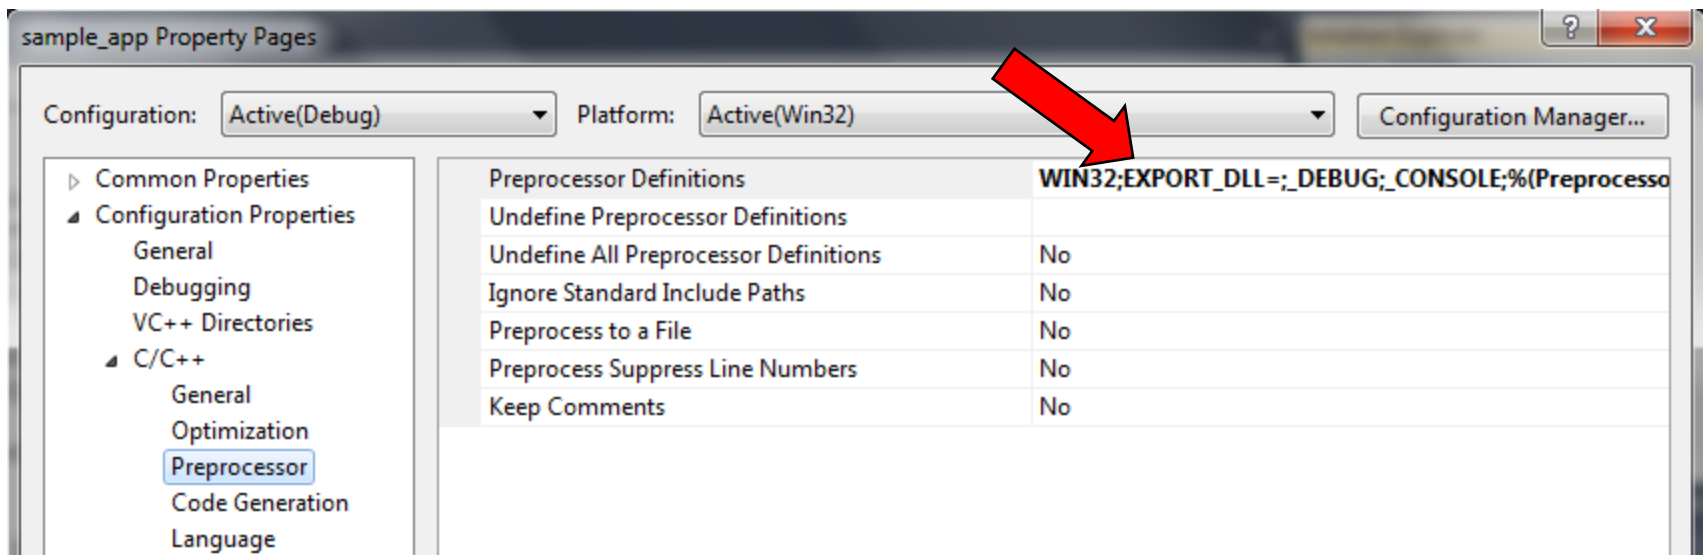 sample_app Property Pages
?
X
Configuration: Active(Debug) Platform: Active(Win32) Configuration Manager...
Common Properties
Configuration Properties
General
Debugging
VC++ Directories
C/C++
General
Optimization
Preprocessor
Code Generation
Language
Preprocessor Definitions WIN32;EXPORT_DLL=;_DEBUG;_CONSOLE;%(Preprocesso
Undefine Preprocessor Definitions
Undefine All Preprocessor Definitions No
Ignore Standard Include Paths No
Preprocess to a File No
Preprocess Suppress Line Numbers No
Keep Comments No